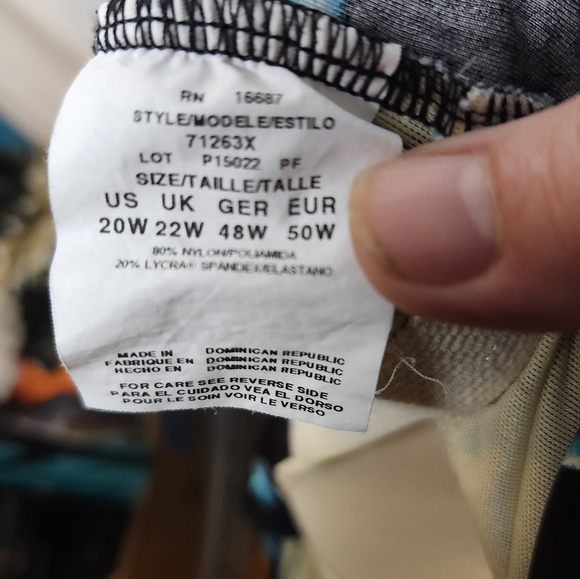 RN 16687
STYLE/MODELE/ESTILO
71263X
LOT P15022 PF
SIZE/TAILLE/TALLE
US UK GER EUR
20W 22W 48W 50W
80% NYLON/POLIAMIDA
20% LYCRA® SPANDEX/ELASTANO
MADE IN DOMINICAN REPUBLIC
FABRIQUE EN DOMINICAN REPUBLIC
HECHO EN DOMINICAN REPUBLIC
FOR CARE SEE REVERSE SIDE
PARA EL CUIDADO VEA EL DORSO
POUR LE SOIN VOIR LE VERSO